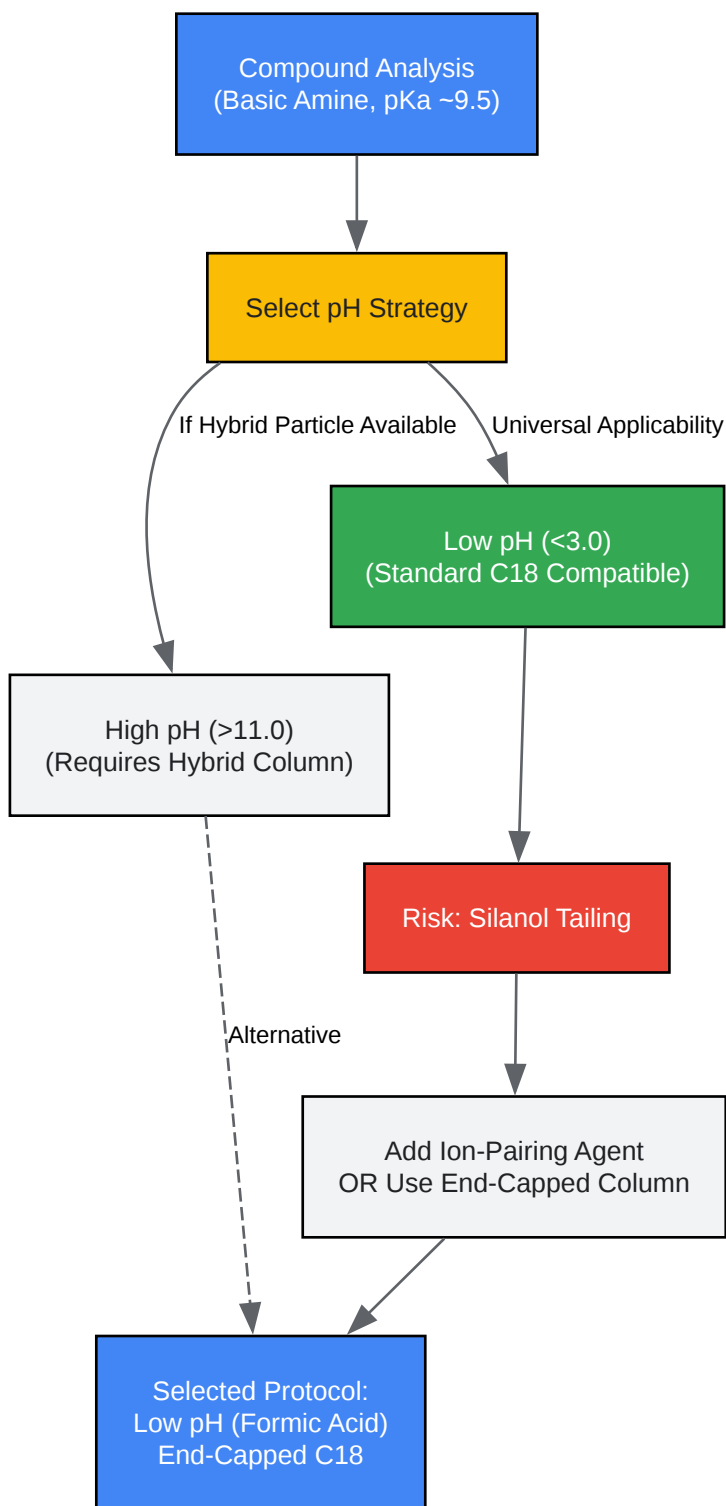 Compound Analysis
(Basic Amine, pKa ~9.5)
Select pH Strategy
If Hybrid Particle Available
Universal Applicability
Low pH (<3.0)
(Standard C18 Compatible)
High pH (>11.0)
(Requires Hybrid Column)
Risk: Silanol Tailing
Alternative
Add Ion-Pairing Agent
OR Use End-Capped Column
Selected Protocol:
Low pH (Formic Acid)
End-Capped C18